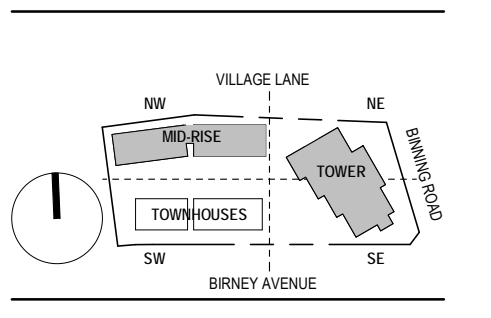 VILLAGE LANE
NW
NE
MID-RISE
BINNING ROAD
TOWER
TOWNHOUSES
SW
SE
BIRNEY AVENUE